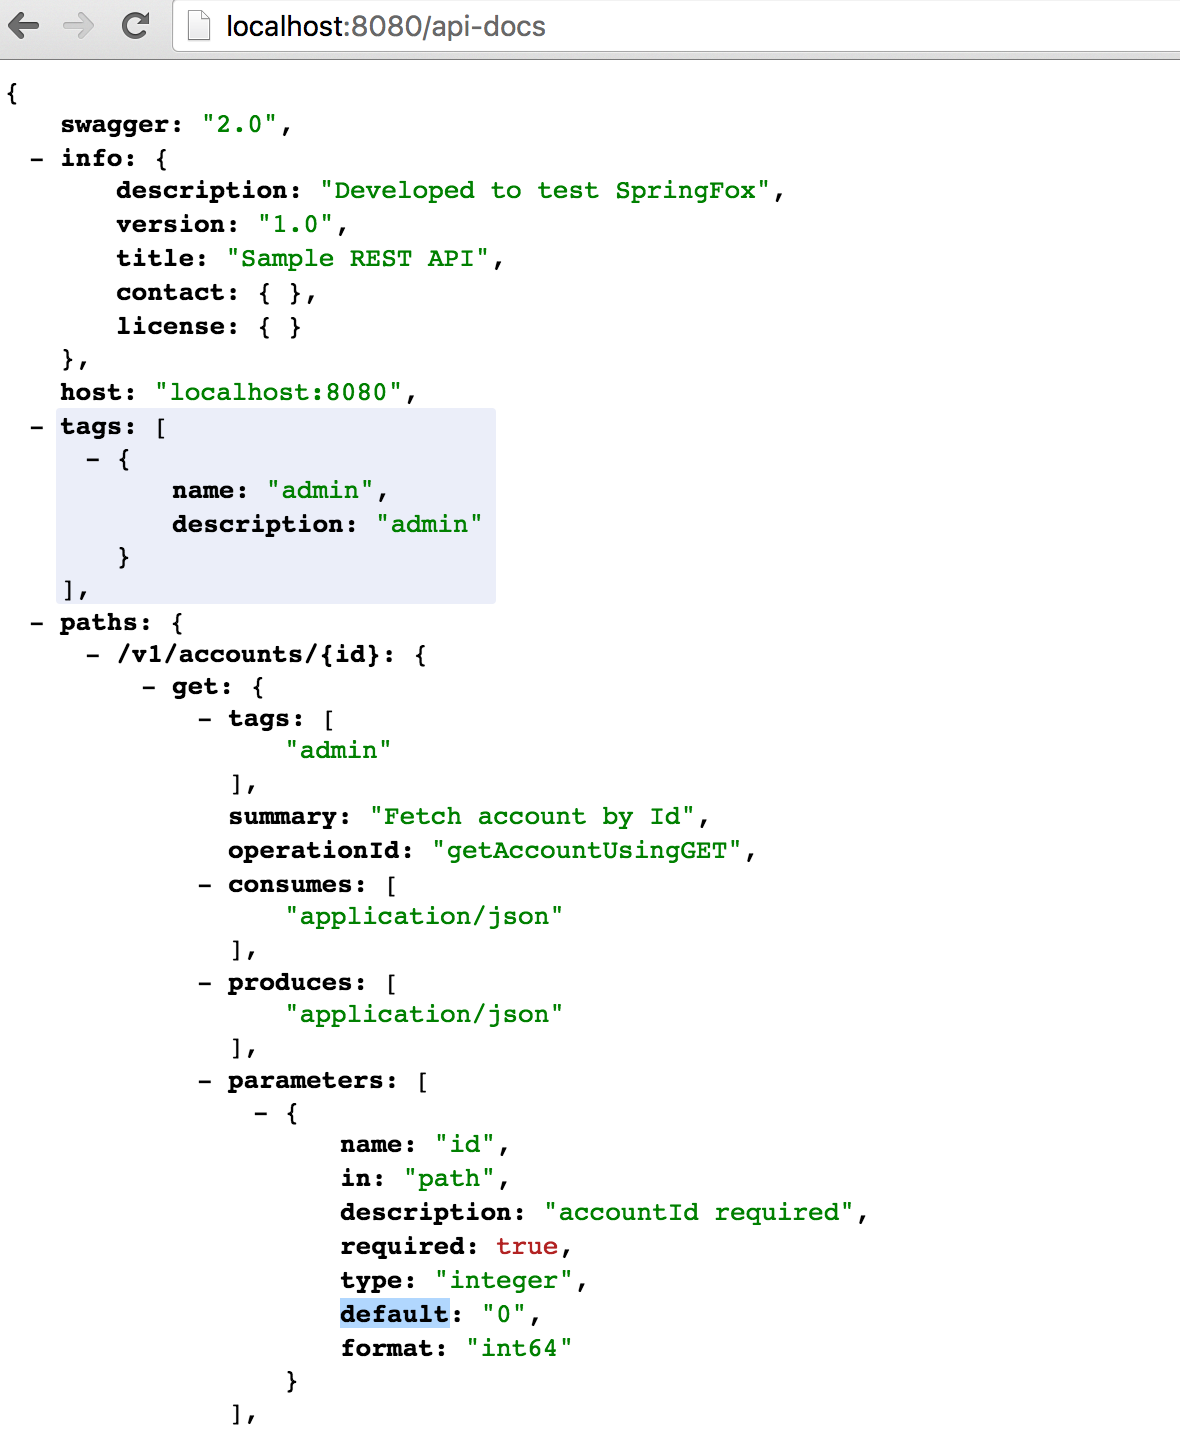 localhost:8080/api-docs
{
swagger: "2.0",
- info: {
description: "Developed to test SpringFox",
version: "1.0",
title: "Sample REST API",
contact: { },
license: { }
},
host: "localhost:8080",
- tags: [
- {
name: "admin",
description: "admin"
}
],
- paths: {
- /v1/accounts/{id}: {
- get: {
- tags: [
"admin"
],
summary: "Fetch account by Id",
operationId: "getAccountUsingGET",
- consumes: [
"application/json"
],
- produces: [
"application/json"
],
- parameters: [
- {
name: "id",
in: "path",
description: "accountId required",
required: true,
type: "integer",
default: "0",
format: "int64"
}
],